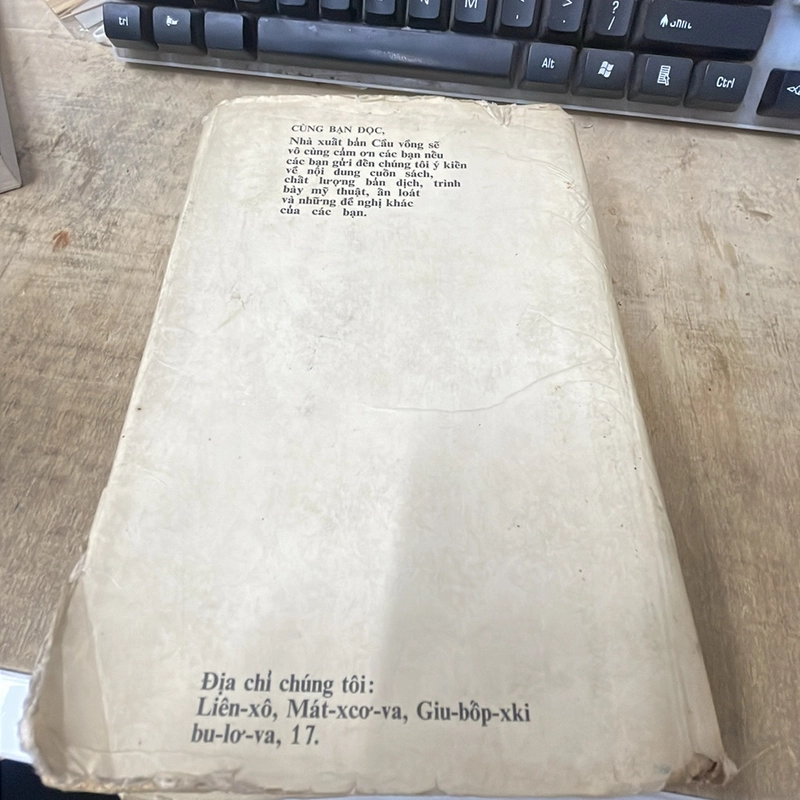 Alt
Ctrl
CÙNG BẠN ĐỌC,
Nhà xuất bản Cầu vồng sẽ
vô cùng cảm ơn các bạn nếu
các bạn gửi đến chúng tôi ý kiến
về nội dung cuốn sách,
chất lượng bản dịch, trình
bày mỹ thuật, ấn loát
và những đề nghị khác
của các bạn.
Địa chỉ chúng tôi:
Liên-xô, Mát-xcơ-va, Giu-bốp-xki
bu-lơ-va, 17.